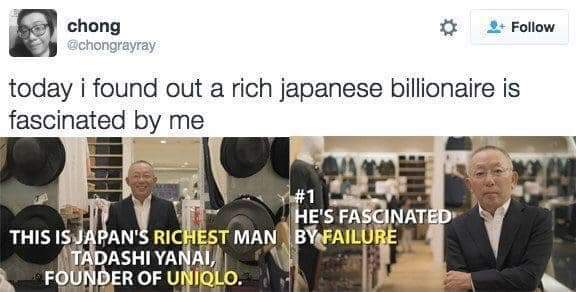 chong
@chongrayray
Follow
today i found out a rich japanese billionaire is
fascinated by me
THIS IS JAPAN'S RICHEST MAN
TADASHI YANAI,
FOUNDER OF UNIQLO.
#1
HE'S FASCINATED
BY FAILURE